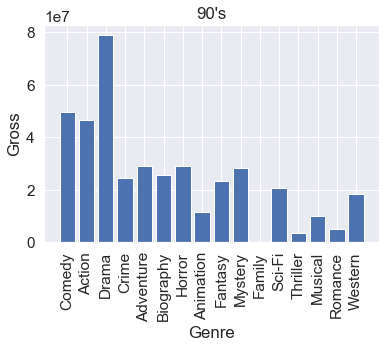 90's
1e7
8
6
4
2
0
Gross
Comedy
Action
Drama
Crime
Adventure
Biography
Horror
Animation
Fantasy
Mystery
Family
Sci-Fi
Thriller
Musical
Romance
Western
Genre